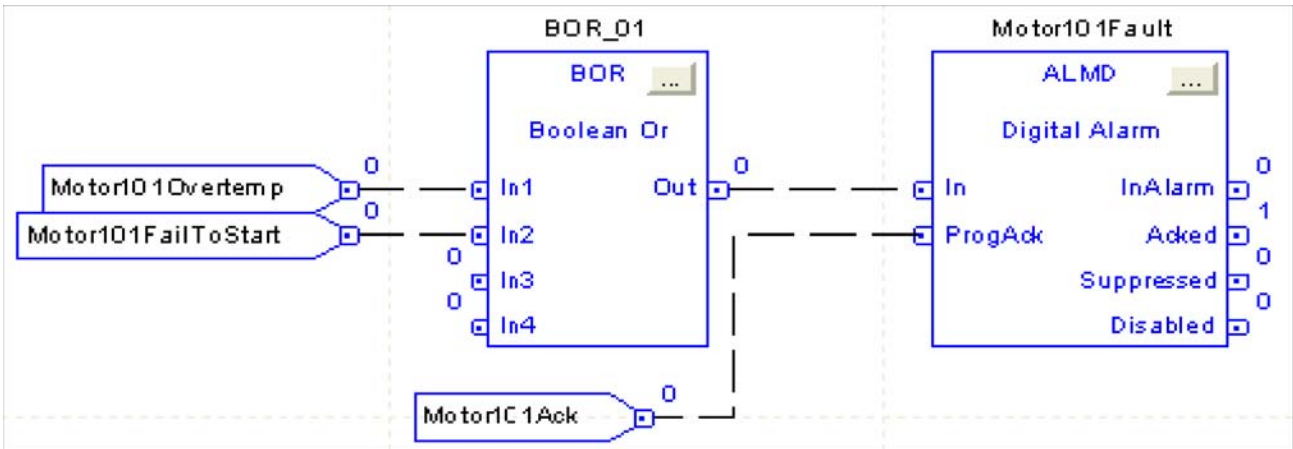 BOR_01
Motor101Fault
BOR
...
ALMD
...
Boolean Or
Digital Alarm
0
0
0
Motor101Overtemp
In1
Out
In
InAlarm
0
1
Motor101FailToStart
In2
ProgAck
Acked
0
0
In3
Suppressed
0
0
In4
Disabled
0
Motor101Ack